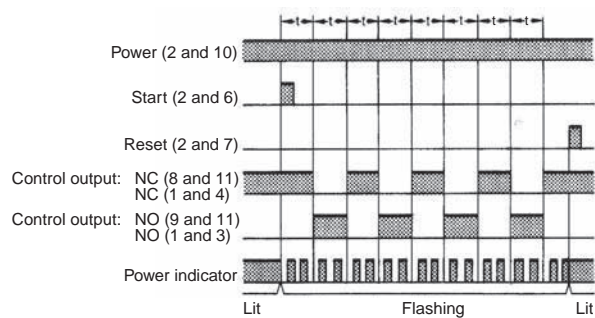 t t t t t t t t
Power (2 and 10)
Start (2 and 6)
Reset (2 and 7)
Control output: NC (8 and 11)
NC (1 and 4)
Control output: NO (9 and 11)
NO (1 and 3)
Power indicator
Lit Flashing Lit